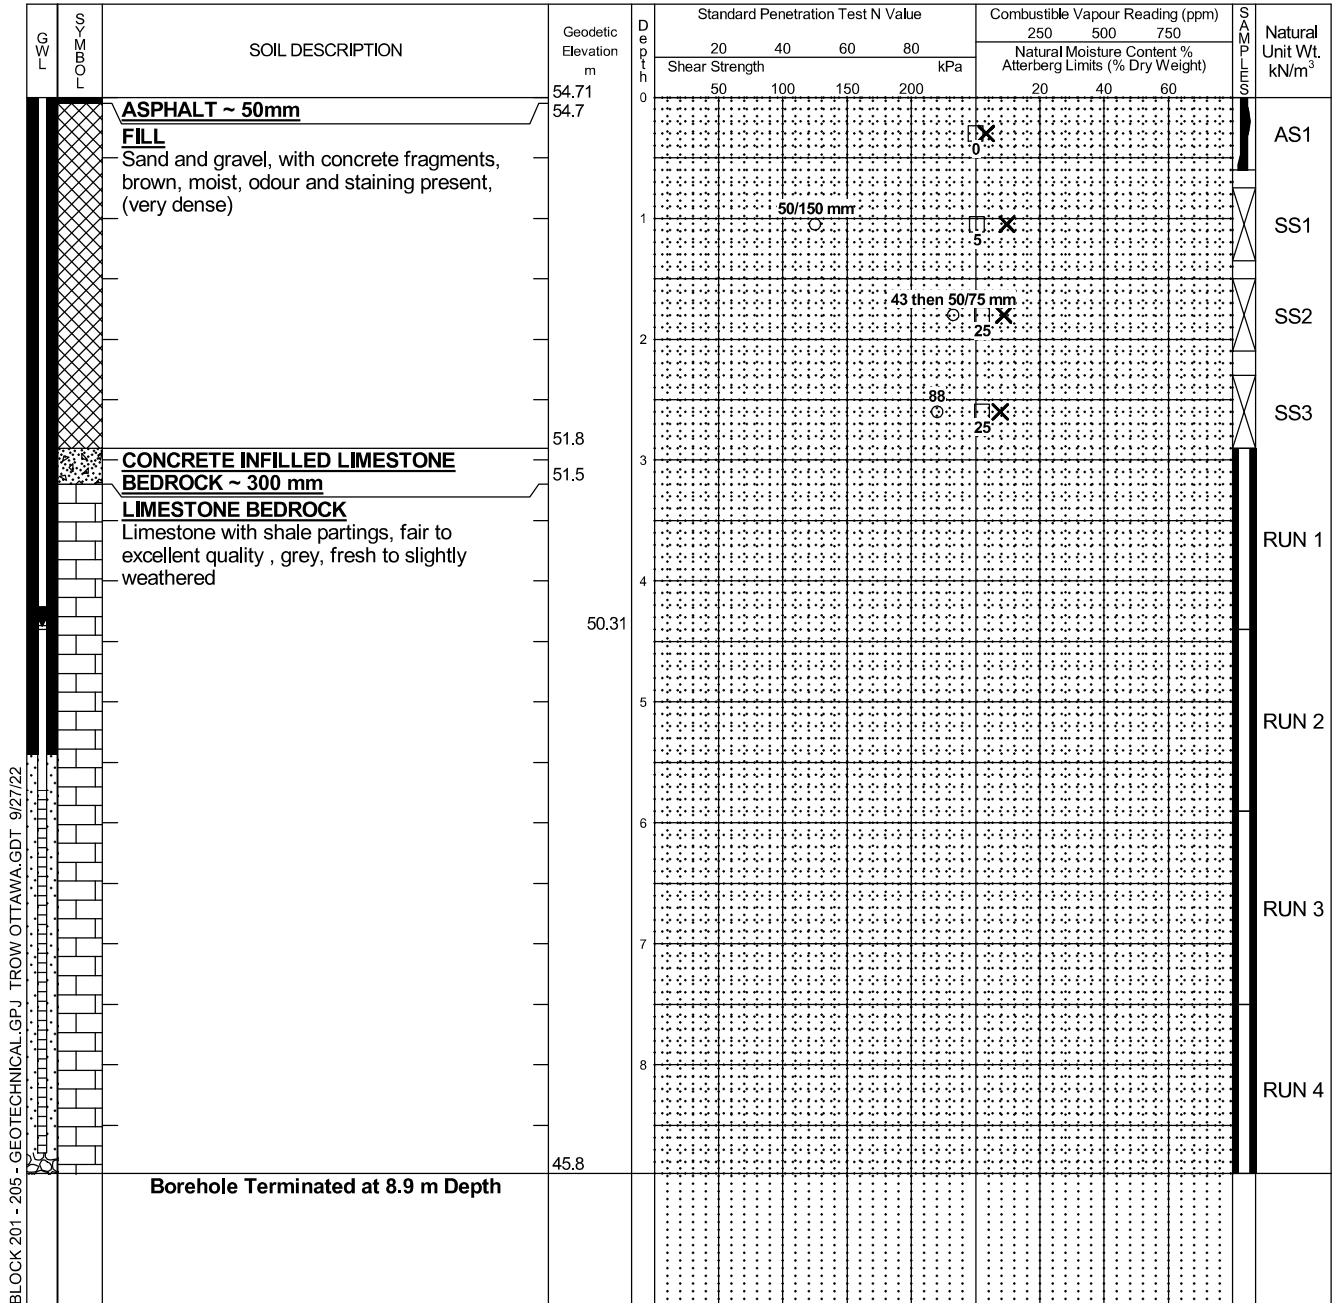 GWL
SYMBOL
SOIL DESCRIPTION
Geodetic
Elevation
m
Depth
Standard Penetration Test N Value
20 40 60 80
Shear Strength kPa
50 100 150 200
Combustible Vapour Reading (ppm)
250 500 750
Natural Moisture Content %
Atterberg Limits (% Dry Weight)
20 40 60
SAMPLES
Natural
Unit Wt.
kN/m³
54.71
0
ASPHALT ~ 50mm
54.7
FILL
Sand and gravel, with concrete fragments,
brown, moist, odour and staining present,
(very dense)
0
AS1
50/150 mm
1
5
SS1
43 then 50/75 mm
25
SS2
2
88
25
SS3
51.8
CONCRETE INFILLED LIMESTONE
BEDROCK ~ 300 mm
51.5
3
LIMESTONE BEDROCK
Limestone with shale partings, fair to
excellent quality , grey, fresh to slightly
weathered
RUN 1
4
50.31
5
RUN 2
6
RUN 3
7
8
RUN 4
45.8
Borehole Terminated at 8.9 m Depth
BLOCK 201 - 205 - GEOTECHNICAL.GPJ TROW OTTAWA.GDT 9/27/22